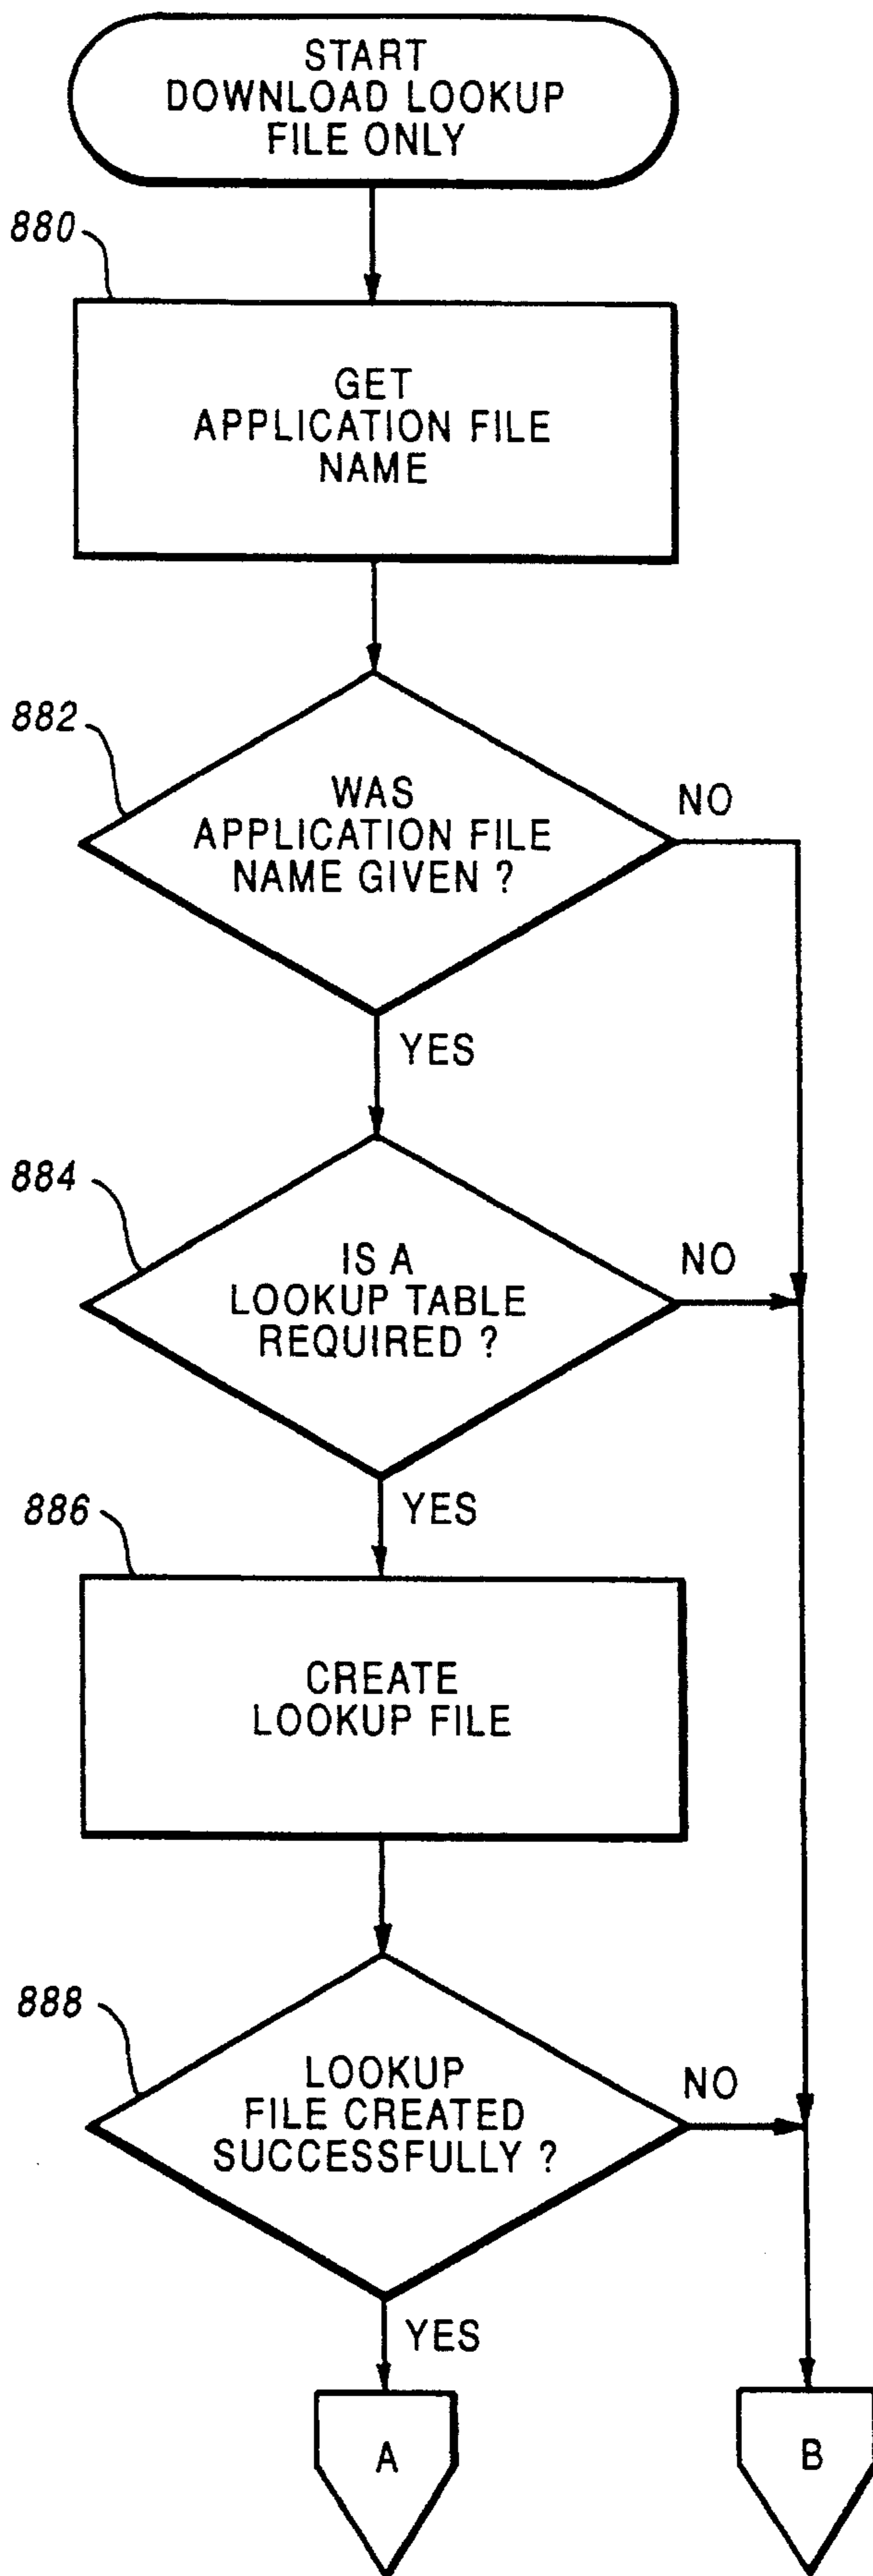 START
DOWNLOAD LOOKUP
FILE ONLY
880
GET
APPLICATION FILE
NAME
882
WAS
APPLICATION FILE
NAME GIVEN ?
NO
YES
884
IS A
LOOKUP TABLE
REQUIRED ?
NO
YES
886
CREATE
LOOKUP FILE
888
LOOKUP
FILE CREATED
SUCCESSFULLY ?
NO
YES
A
B